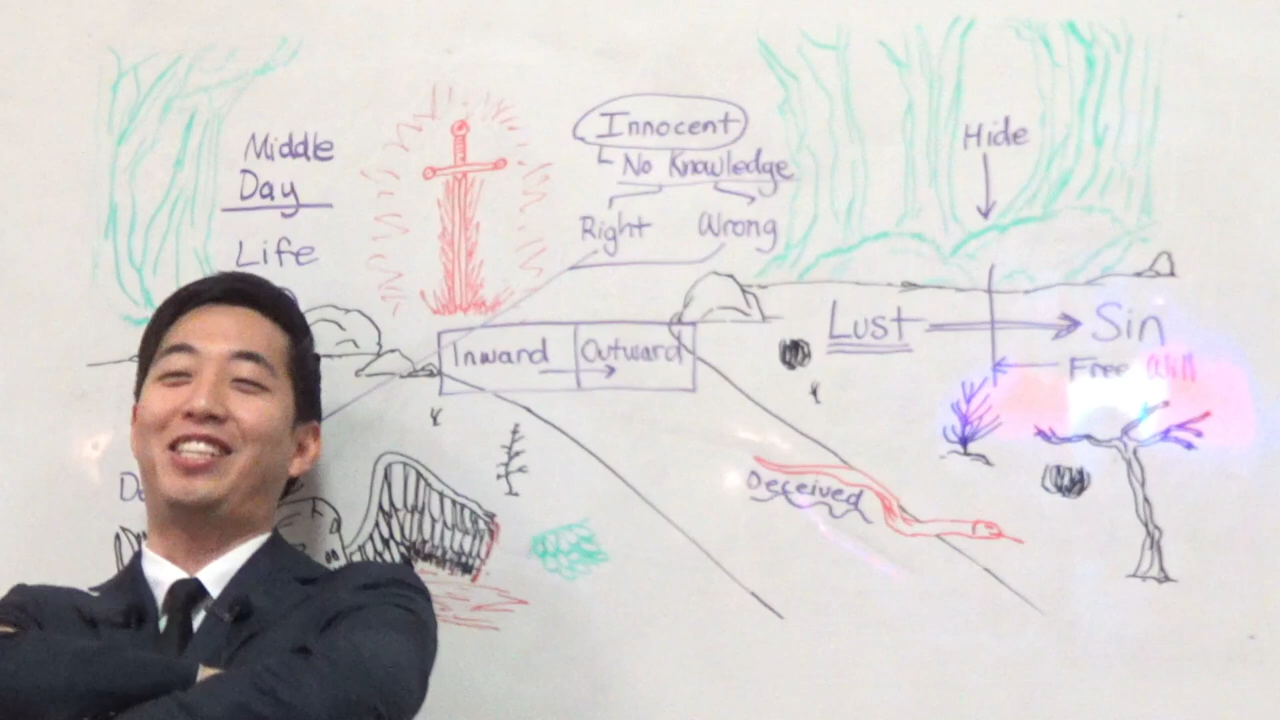 Middle
Day
Life
Innocent
No Knowledge
Right Wrong
Hide
Inward Outward
Lust Sin
Free Will
Deceived